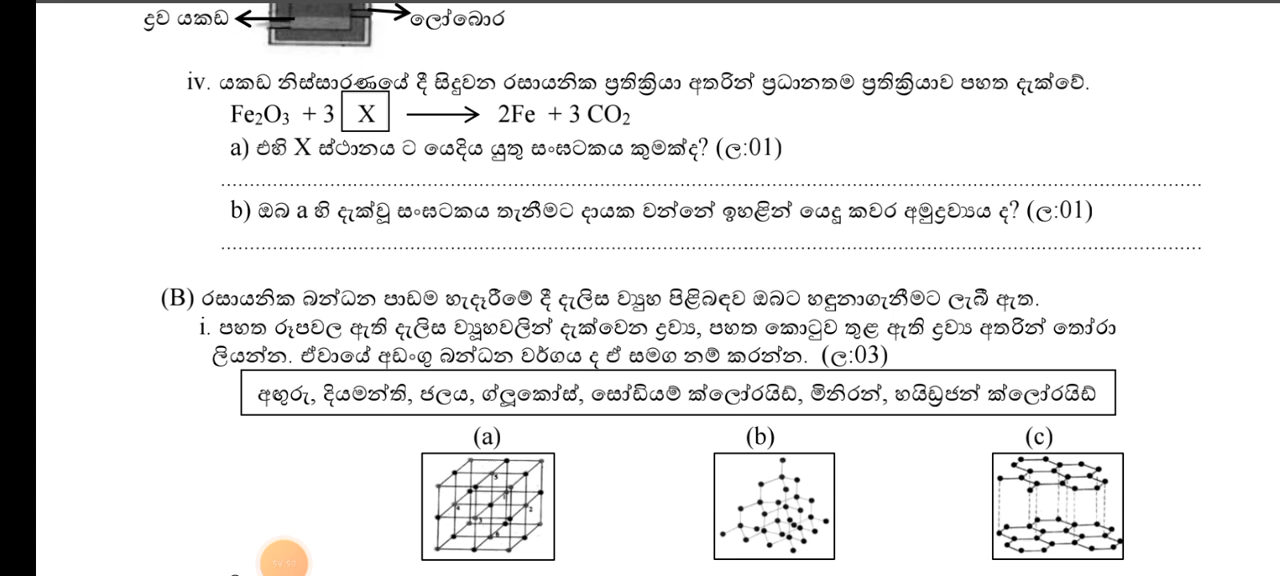 ද්‍රව යකඩ ලෝබොර
iv. යකඩ නිස්සාරණයේ දී සිදුවන රසායනික ප්‍රතික්‍රියා අතරින් ප්‍රධානතම ප්‍රතික්‍රියාව පහත දැක්වේ.
Fe₂O₃ + 3 X ⟶ 2Fe + 3 CO₂
a) එහි X ස්ථානය ට යෙදිය යුතු සංඝටකය කුමක්ද? (ල:01)
b) ඔබ a හි දැක්වූ සංඝටකය තැනීමට දායක වන්නේ ඉහළින් යෙදූ කවර අමුද්‍රව්‍යය ද? (ල:01)
(B) රසායනික බන්ධන පාඩම හැදෑරීමේ දී දැලිස ව්‍යුහ පිළිබඳව ඔබට හඳුනාගැනීමට ලැබී ඇත.
i. පහත රූපවල ඇති දැලිස ව්‍යූහවලින් දැක්වෙන ද්‍රව්‍ය, පහත කොටුව තුළ ඇති ද්‍රව්‍ය අතරින් තෝරා
ලියන්න. ඒවායේ අඩංගු බන්ධන වර්ගය ද ඒ සමග නම් කරන්න. (ල:03)
අඟුරු, දියමන්ති, ජලය, ග්ලූකෝස්, සෝඩියම් ක්ලෝරයිඩ්, මිනිරන්, හයිඩ්‍රජන් ක්ලෝරයිඩ්
(a) (b) (c)